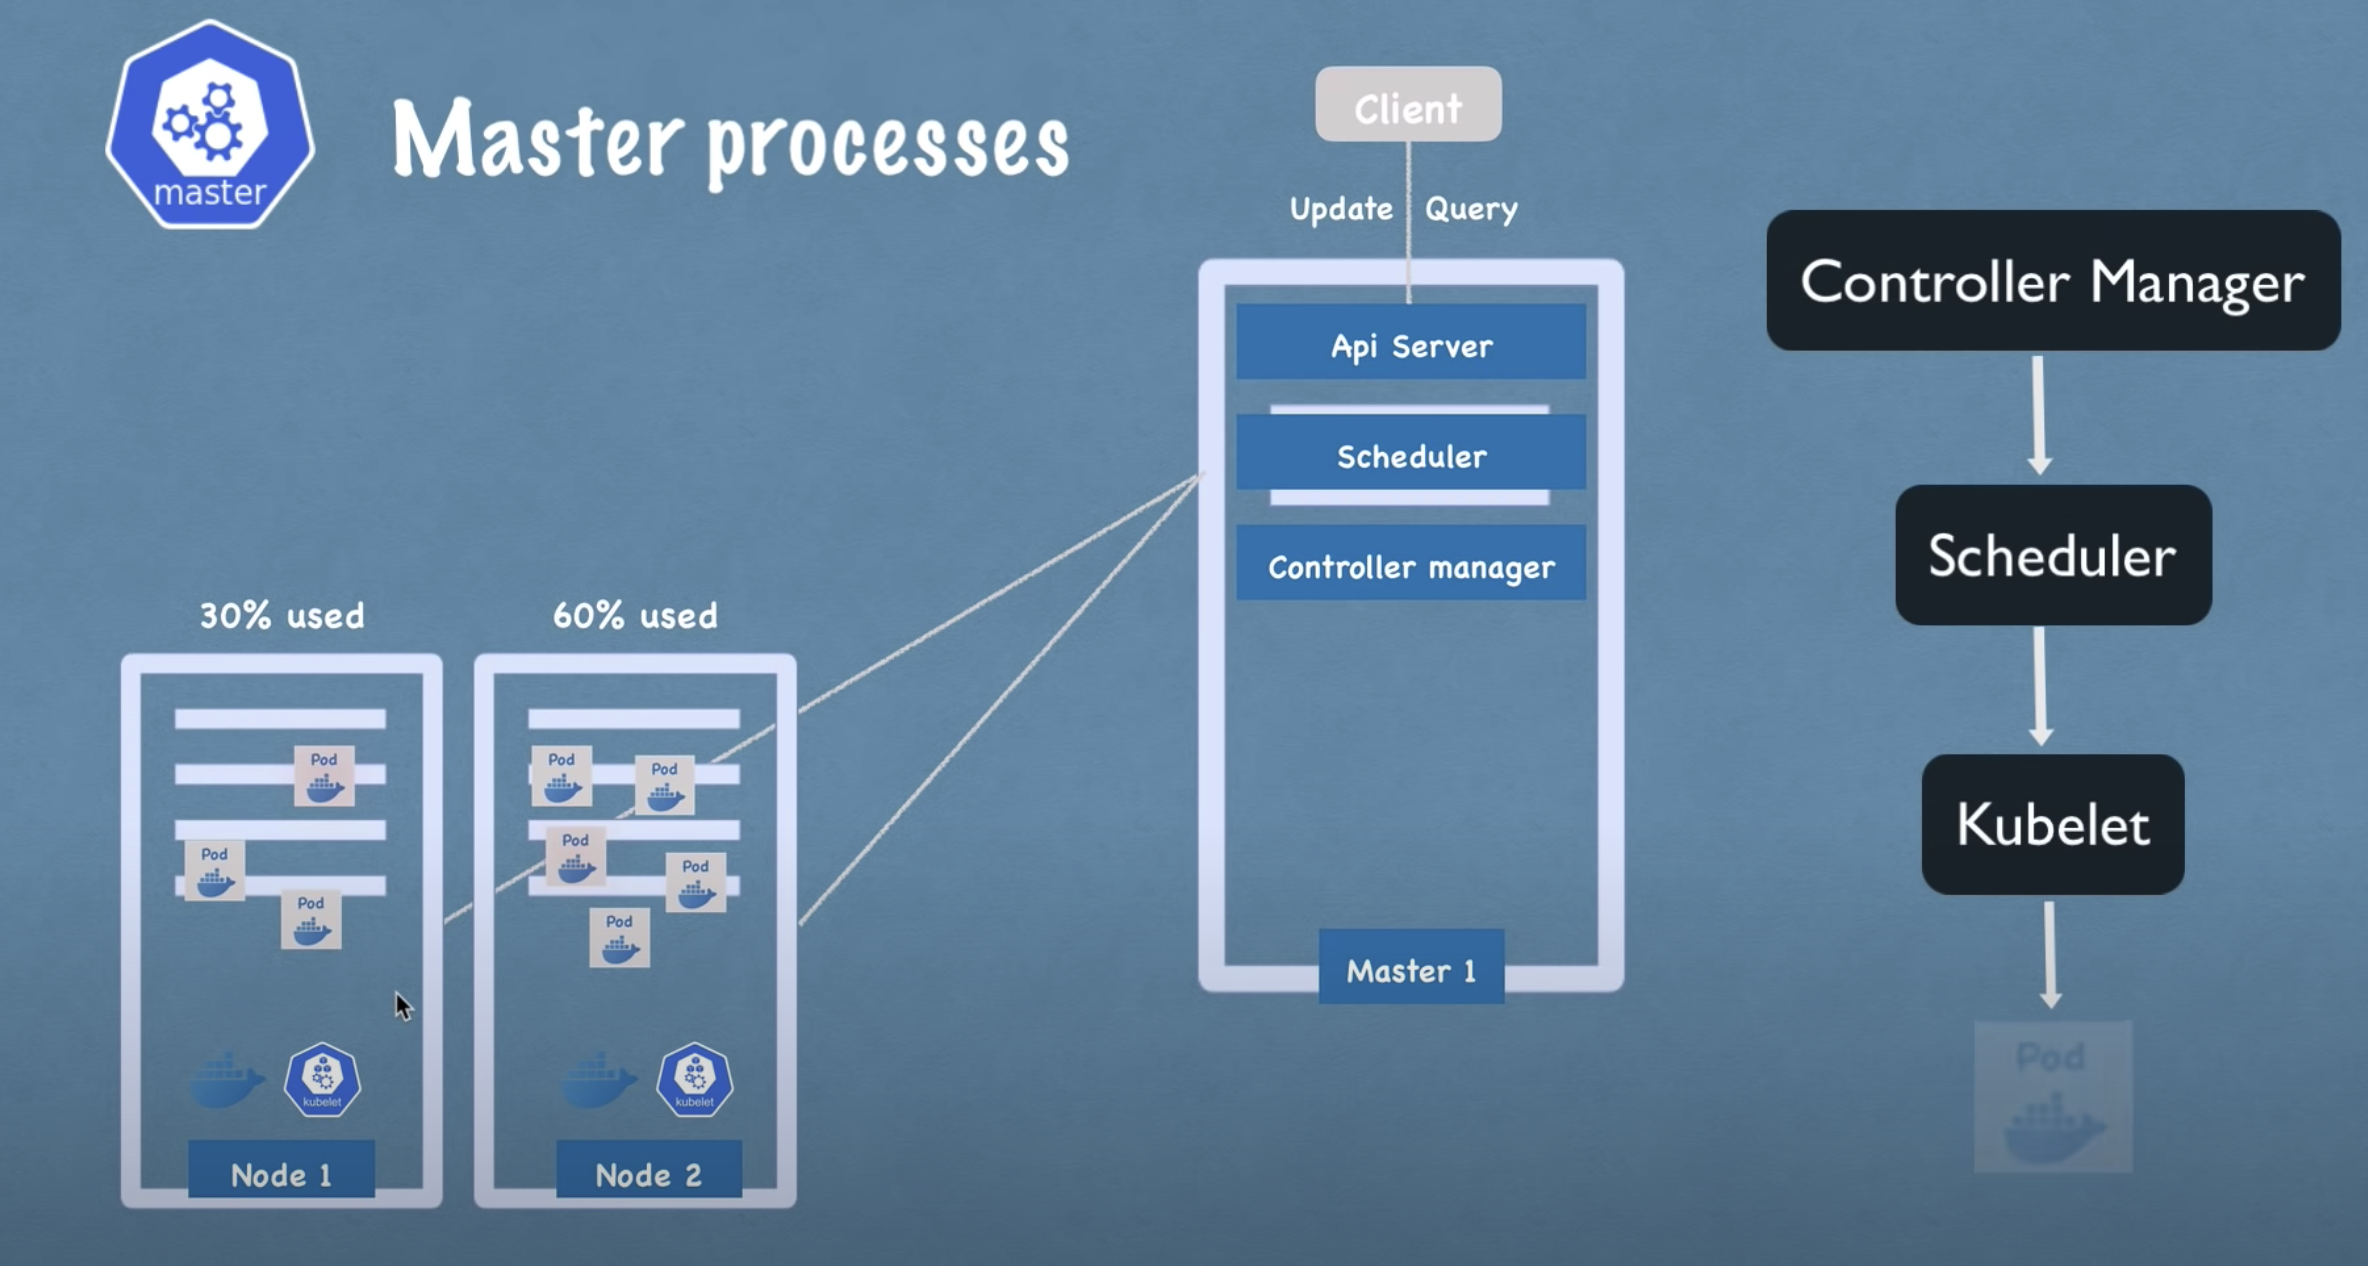 master
Master processes
Client
Update
Query
Api Server
Scheduler
Controller manager
Master 1
30% used
60% used
Pod
Pod
Pod
Pod
Pod
Pod
Pod
Pod
kubelet
kubelet
Node 1
Node 2
Controller Manager
Scheduler
Kubelet
Pod